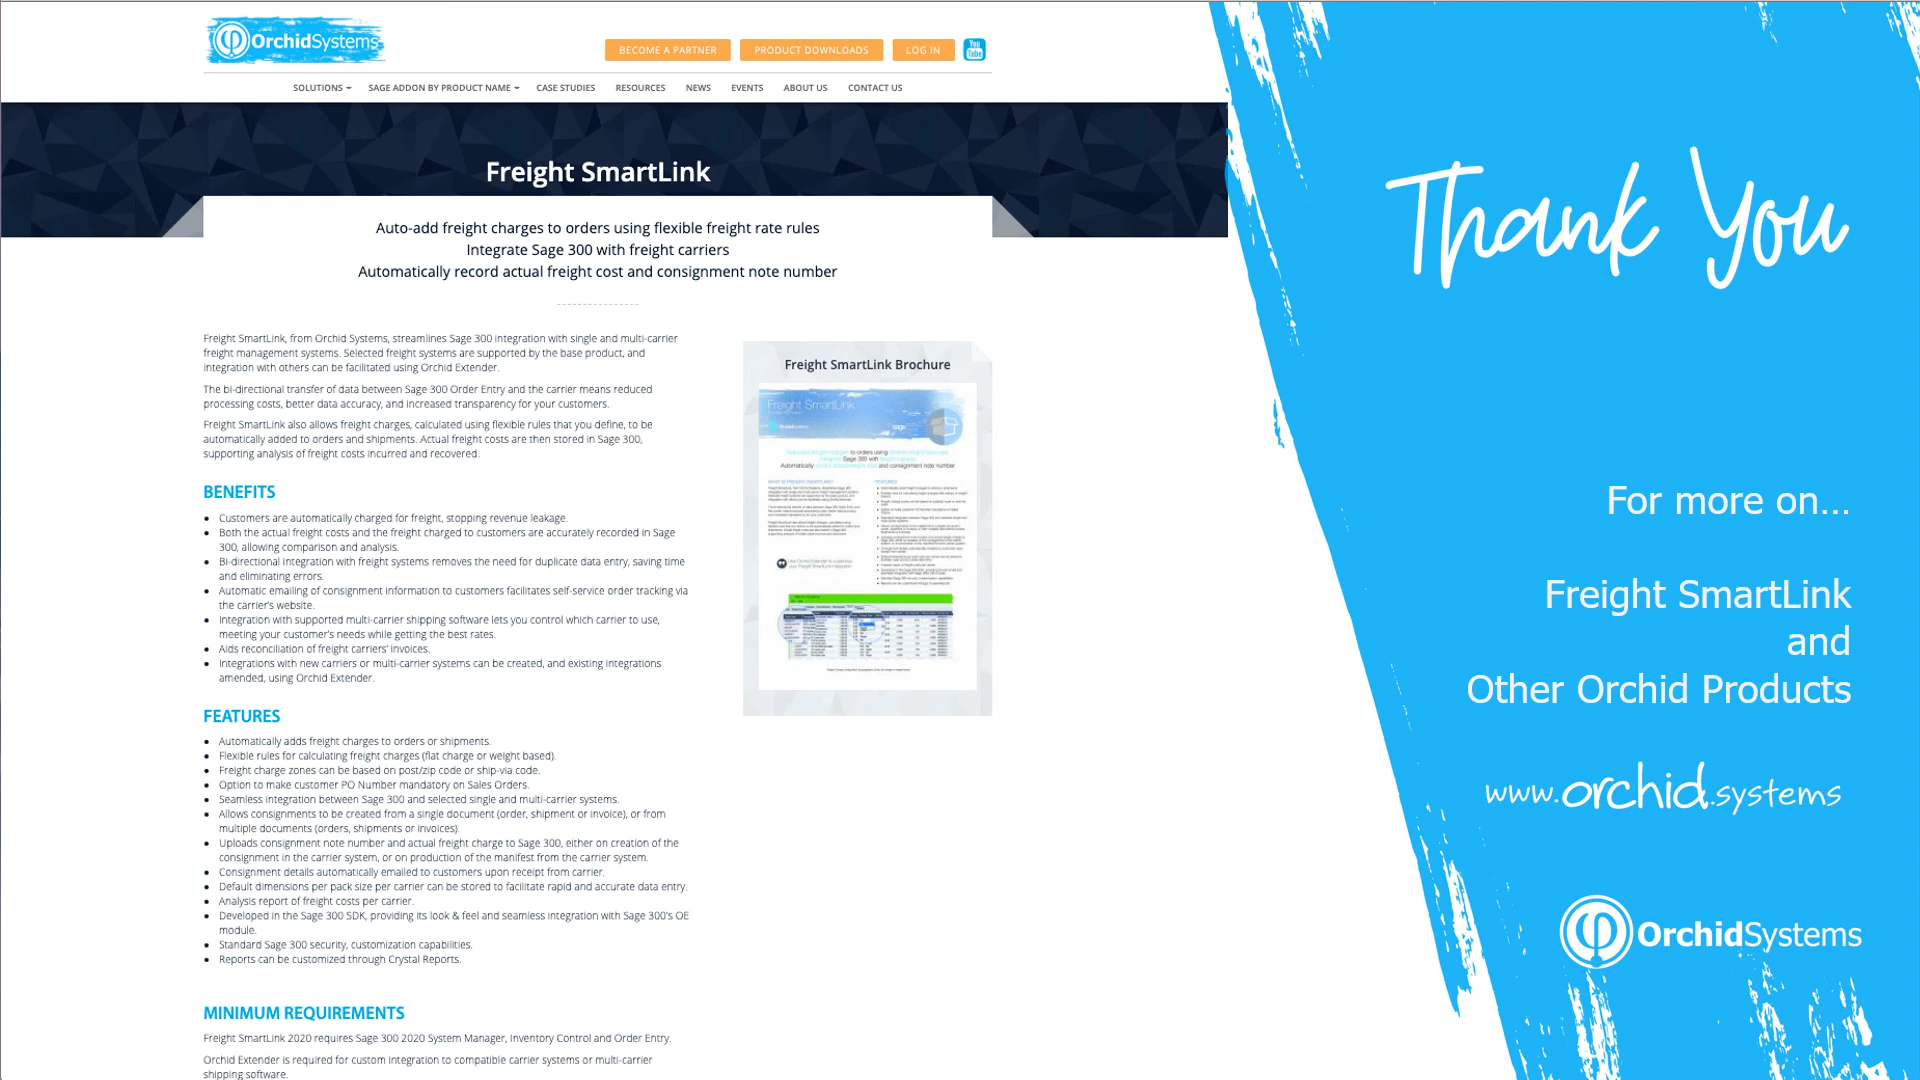 OrchidSystems
BECOME A PARTNER
PRODUCT DOWNLOADS
LOG IN
You
Tube
SOLUTIONS
SAGE ADDON BY PRODUCT NAME
CASE STUDIES
RESOURCES
NEWS
EVENTS
ABOUT US
CONTACT US
Freight SmartLink
Auto-add freight charges to orders using flexible freight rate rules
Integrate Sage 300 with freight carriers
Automatically record actual freight cost and consignment note number
Freight SmartLink, from Orchid Systems, streamlines Sage 300 integration with single and multi-carrier
freight management systems. Selected freight systems are supported by the base product, and
integration with others can be facilitated using Orchid Extender.
The bi-directional transfer of data between Sage 300 Order Entry and the carrier means reduced
processing costs, better data accuracy, and increased transparency for your customers.
Freight SmartLink also allows freight charges, calculated using flexible rules that you define, to be
automatically added to orders and shipments. Actual freight costs are then stored in Sage 300,
supporting analysis of freight costs incurred and recovered.
BENEFITS
• Customers are automatically charged for freight, stopping revenue leakage.
• Both the actual freight costs and the freight charged to customers are accurately recorded in Sage
300, allowing comparison and analysis.
• Bi-directional integration with freight systems removes the need for duplicate data entry, saving time
and eliminating errors.
• Automatic emailing of consignment information to customers facilitates self-service order tracking via
the carrier's website.
• Integration with supported multi-carrier shipping software lets you control which carrier to use,
meeting your customer's needs while getting the best rates.
• Aids reconciliation of freight carriers' invoices.
• Integrations with new carriers or multi-carrier systems can be created, and existing integrations
amended, using Orchid Extender.
FEATURES
• Automatically adds freight charges to orders or shipments.
• Flexible rules for calculating freight charges (flat charge or weight based).
• Freight charge zones can be based on post/zip code or ship-via code.
• Option to make customer PO Number mandatory on Sales Orders.
• Seamless integration between Sage 300 and selected single and multi-carrier systems.
• Allows consignments to be created from a single document (order, shipment or invoice), or from
multiple documents (orders, shipments or invoices).
• Uploads consignment note number and actual freight charge to Sage 300, either on creation of the
consignment in the carrier system, or on production of the manifest from the carrier system.
• Consignment details automatically emailed to customers upon receipt from carrier.
• Default dimensions per pack size per carrier can be stored to facilitate rapid and accurate data entry.
• Analysis report of freight costs per carrier.
• Developed in the Sage 300 SDK, providing its look & feel and seamless integration with Sage 300's OE
module.
• Standard Sage 300 security, customization capabilities.
• Reports can be customized through Crystal Reports.
MINIMUM REQUIREMENTS
Freight SmartLink 2020 requires Sage 300 2020 System Manager, Inventory Control and Order Entry.
Orchid Extender is required for custom integration to compatible carrier systems or multi-carrier
shipping software.
Freight SmartLink Brochure
Freight SmartLink
sage
to orders using
Sage 300 with
Automatically
and consignment note number
FEATURES
Thank You
For more on...
Freight SmartLink
and
Other Orchid Products
www.orchid.systems
OrchidSystems